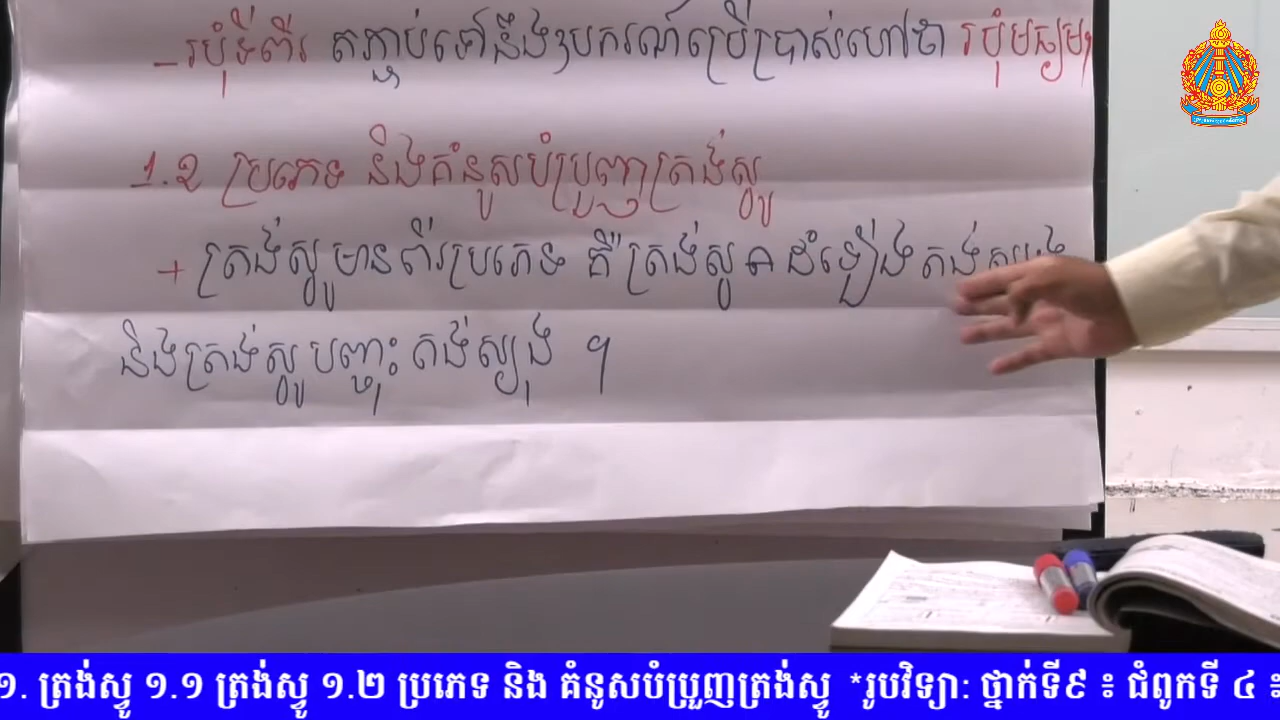 – របុំទីពីរ តភ្ជាប់ទៅនឹងឧបករណ៍ប្រើប្រាស់ហៅថា របុំមធ្យម។
1.2 ប្រភេទ និងគំនូសបំប្រួញត្រង់ស្វូ
+ ត្រង់ស្វូមានពីរប្រភេទ គឺ ត្រង់ស្វូតដំឡើងតង់ស្យុង
និងត្រង់ស្វូបញ្ចុះតង់ស្យុង ។
១. ត្រង់ស្វូ ១.១ ត្រង់ស្វូ ១.២ ប្រភេទ និង គំនូសបំប្រួញត្រង់ស្វូ *រូបវិទ្យា: ថ្នាក់ទី៩ ៖ ជំពូកទី ៤ ៖